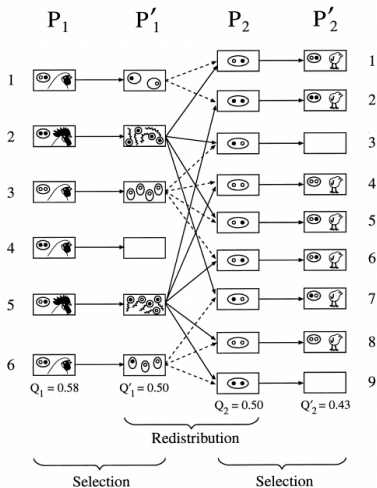 P1 P′1 P2 P′2
1 1
2 2
3 3
4 4
5 5
6 6
7
8
9
Q1 = 0.58 Q′1 = 0.50 Q2 = 0.50 Q′2 = 0.43
Redistribution
Selection Selection